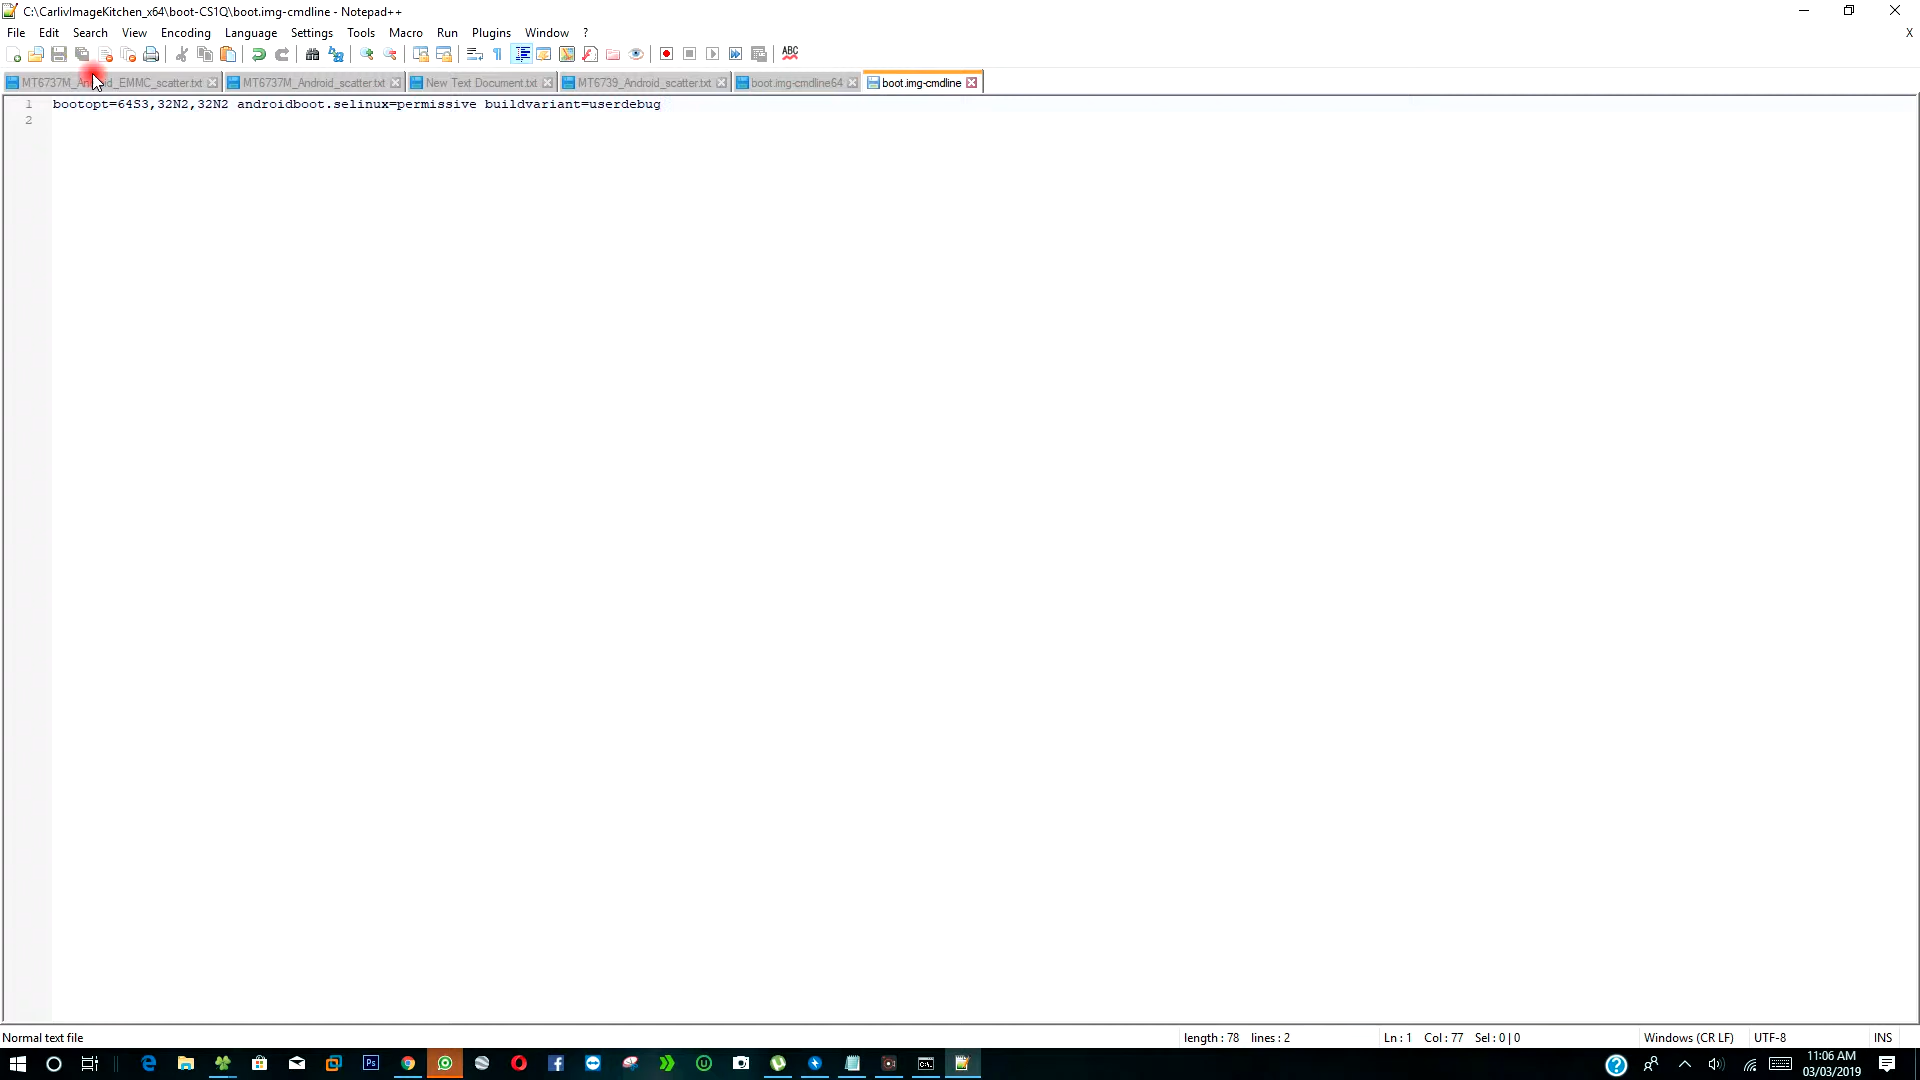 C:\CarlivImageKitchen_x64\boot-CS1Q\boot.img-cmdline - Notepad++
File Edit Search View Encoding Language Settings Tools Macro Run Plugins Window ? X
ABC
MT6737M_Android_EMMC_scatter.txt MT6737M_Android_scatter.txt New Text Document.txt MT6739_Android_scatter.txt boot.img-cmdline64 boot.img-cmdline
1 bootopt=64S3,32N2,32N2 androidboot.selinux=permissive buildvariant=userdebug
2
Normal text file length : 78 lines : 2 Ln : 1 Col : 77 Sel : 0 | 0 Windows (CR LF) UTF-8 INS
Ps
11:06 AM
03/03/2019